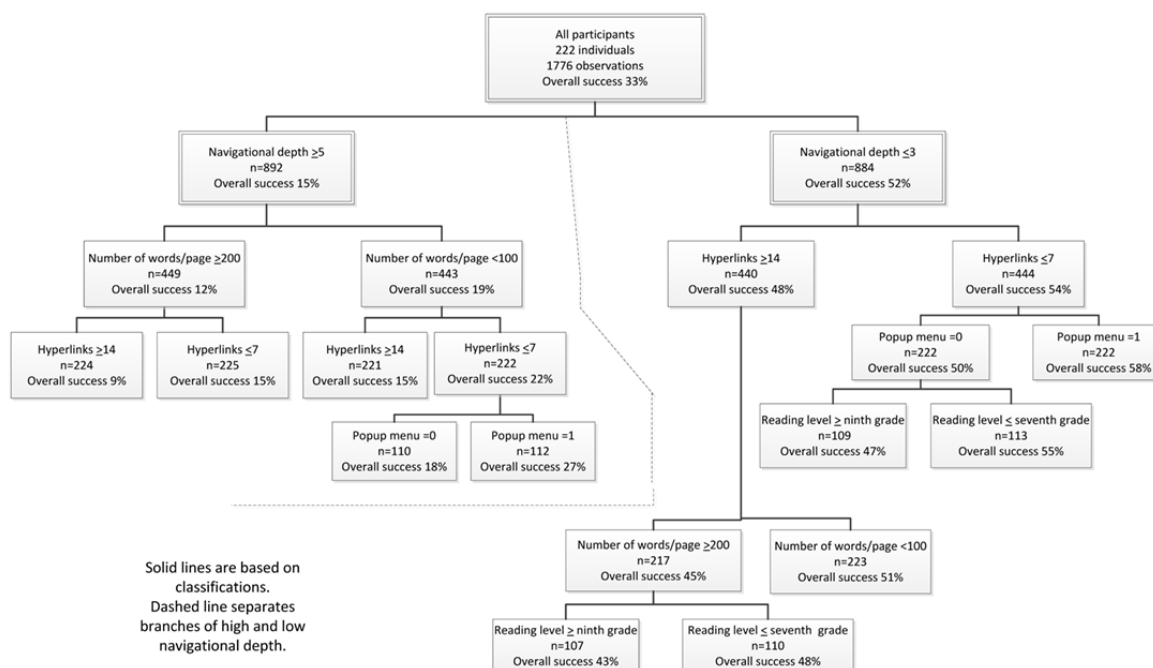 All participants
222 individuals
1776 observations
Overall success 33%
Navigational depth ≥5
n=892
Overall success 15%
Navigational depth ≤3
n=884
Overall success 52%
Number of words/page ≥200
n=449
Overall success 12%
Number of words/page <100
n=443
Overall success 19%
Hyperlinks ≥14
n=440
Overall success 48%
Hyperlinks ≤7
n=444
Overall success 54%
Hyperlinks ≥14
n=224
Overall success 9%
Hyperlinks ≤7
n=225
Overall success 15%
Hyperlinks ≥14
n=221
Overall success 15%
Hyperlinks ≤7
n=222
Overall success 22%
Popup menu =0
n=222
Overall success 50%
Popup menu =1
n=222
Overall success 58%
Popup menu =0
n=110
Overall success 18%
Popup menu =1
n=112
Overall success 27%
Reading level ≥ ninth grade
n=109
Overall success 47%
Reading level ≤ seventh grade
n=113
Overall success 55%
Number of words/page ≥200
n=217
Overall success 45%
Number of words/page <100
n=223
Overall success 51%
Reading level ≥ ninth grade
n=107
Overall success 43%
Reading level ≤ seventh grade
n=110
Overall success 48%
Solid lines are based on
classifications.
Dashed line separates
branches of high and low
navigational depth.